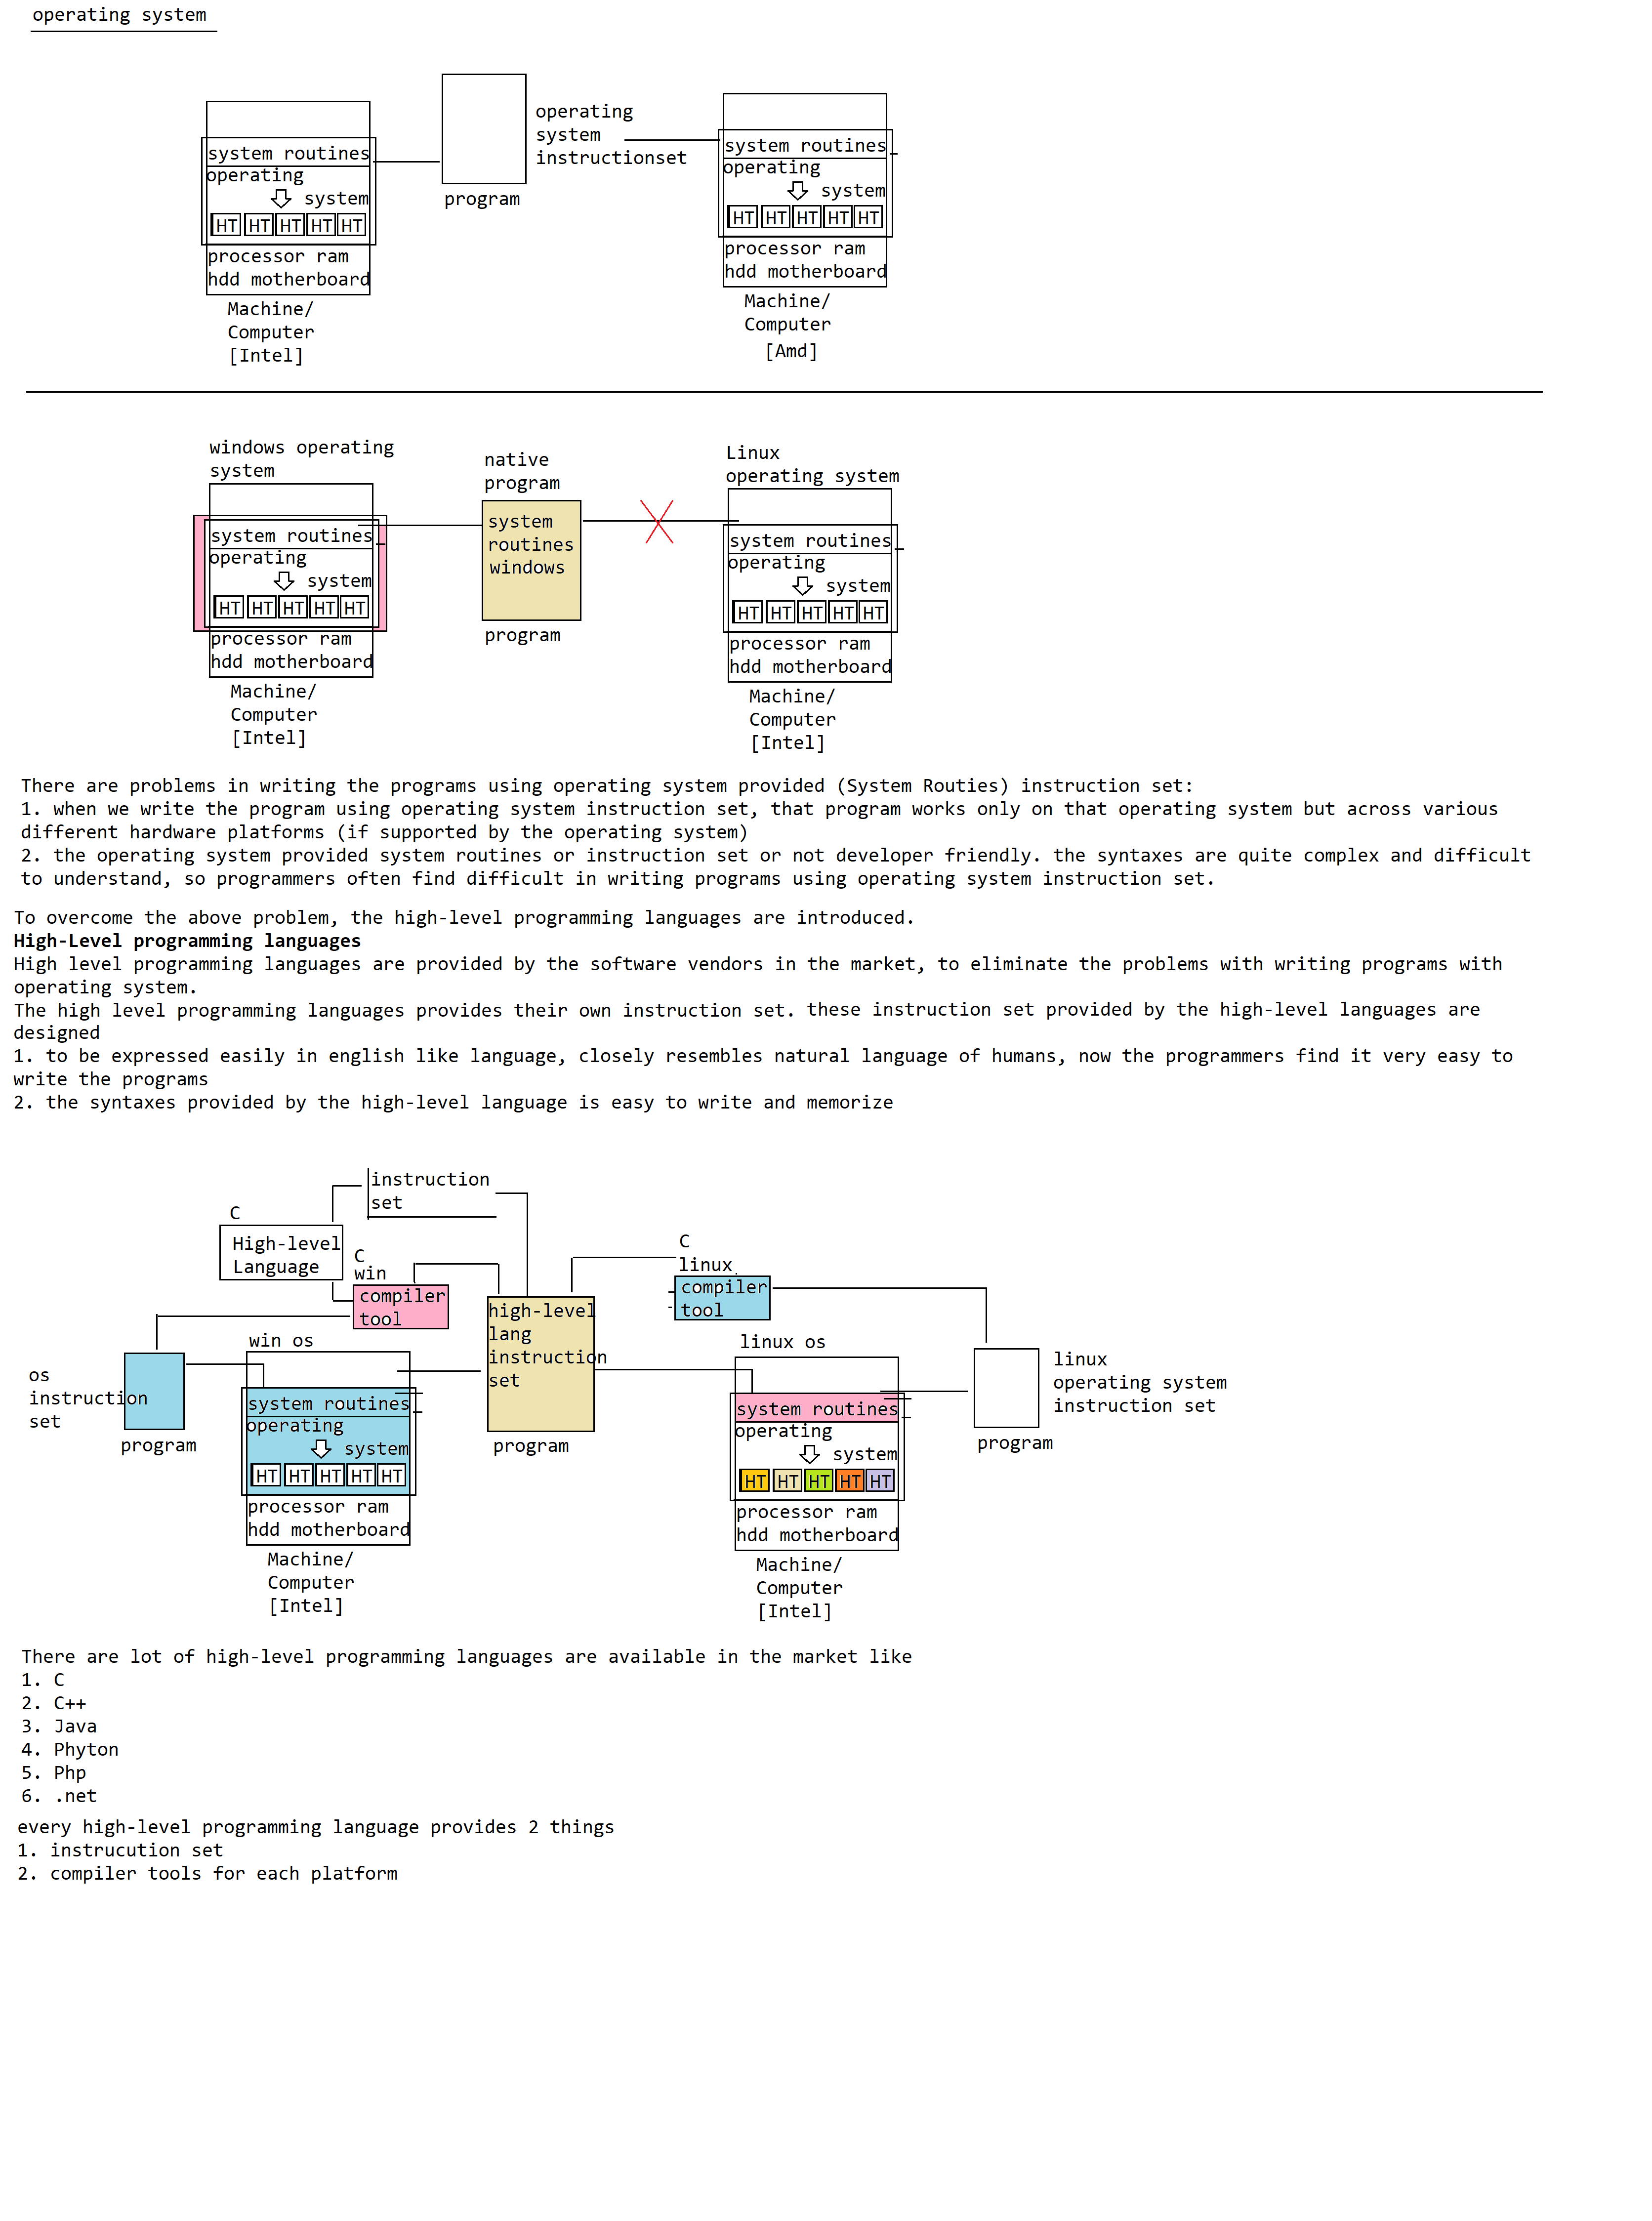 operating system
system routines
operating
system
HT HT HT HT HT
processor ram
hdd motherboard
Machine/
Computer
[Intel]
program
operating
system
instructionset
system routines
operating
system
HT HT HT HT HT
processor ram
hdd motherboard
Machine/
Computer
[Amd]
windows operating
system
system routines
operating
system
HT HT HT HT HT
processor ram
hdd motherboard
Machine/
Computer
[Intel]
native
program
system
routines
windows
program
Linux
operating system
system routines
operating
system
HT HT HT HT HT
processor ram
hdd motherboard
Machine/
Computer
[Intel]
There are problems in writing the programs using operating system provided (System Routies) instruction set:
1. when we write the program using operating system instruction set, that program works only on that operating system but across various
different hardware platforms (if supported by the operating system)
2. the operating system provided system routines or instruction set or not developer friendly. the syntaxes are quite complex and difficult
to understand, so programmers often find difficult in writing programs using operating system instruction set.
To overcome the above problem, the high-level programming languages are introduced.
High-Level programming languages
High level programming languages are provided by the software vendors in the market, to eliminate the problems with writing programs with
operating system.
The high level programming languages provides their own instruction set. these instruction set provided by the high-level languages are
designed
1. to be expressed easily in english like language, closely resembles natural language of humans, now the programmers find it very easy to
write the programs
2. the syntaxes provided by the high-level language is easy to write and memorize
instruction
set
C
High-level
Language
C
win
compiler
tool
os
instruction
set
program
win os
system routines
operating
system
HT HT HT HT HT
processor ram
hdd motherboard
Machine/
Computer
[Intel]
high-level
lang
instruction
set
program
C
linux
compiler
tool
linux os
system routines
operating
system
HT HT HT HT HT
processor ram
hdd motherboard
Machine/
Computer
[Intel]
program
linux
operating system
instruction set
There are lot of high-level programming languages are available in the market like
1. C
2. C++
3. Java
4. Phyton
5. Php
6. .net
every high-level programming language provides 2 things
1. instrucution set
2. compiler tools for each platform